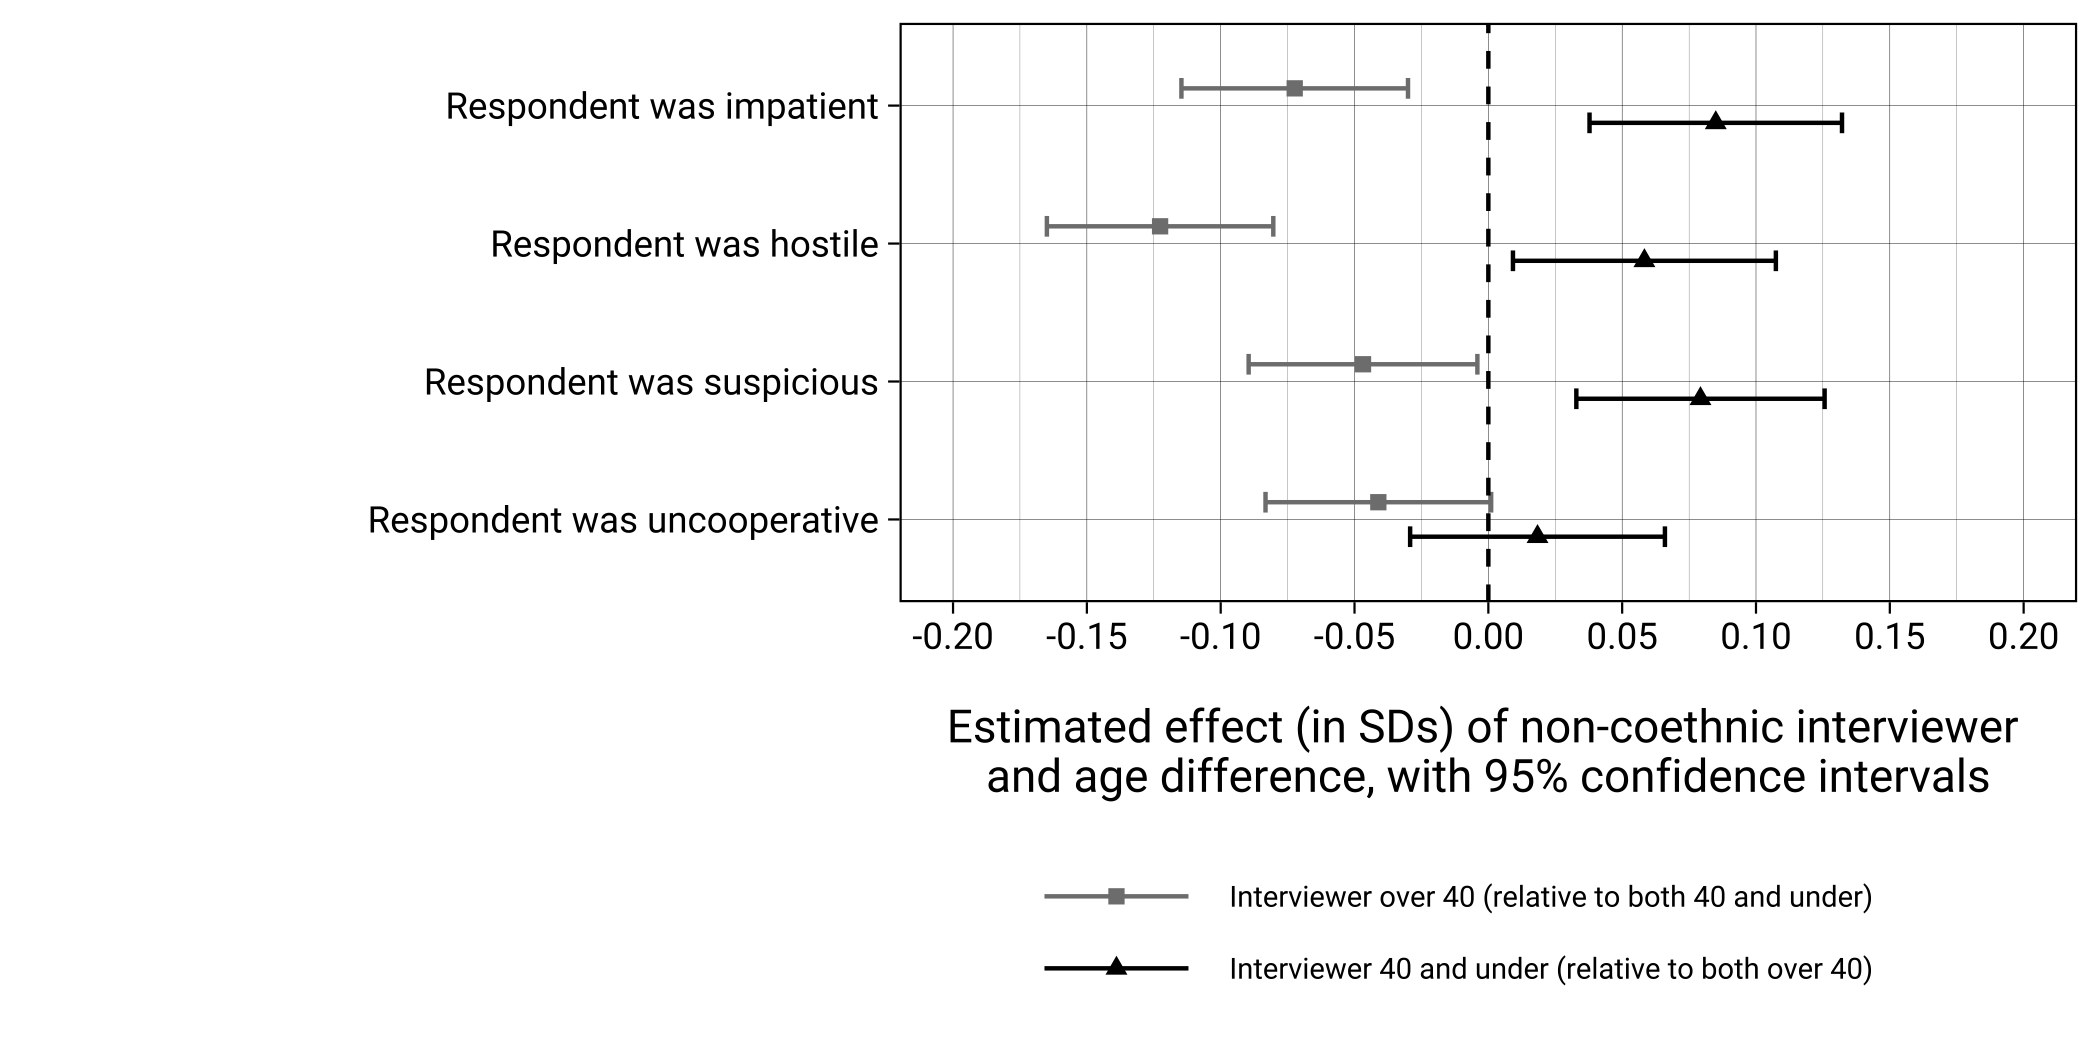 Respondent was impatient
Respondent was hostile
Respondent was suspicious
Respondent was uncooperative
-0.20 -0.15 -0.10 -0.05 0.00 0.05 0.10 0.15 0.20
Estimated effect (in SDs) of non-coethnic interviewer
and age difference, with 95% confidence intervals
Interviewer over 40 (relative to both 40 and under)
Interviewer 40 and under (relative to both over 40)